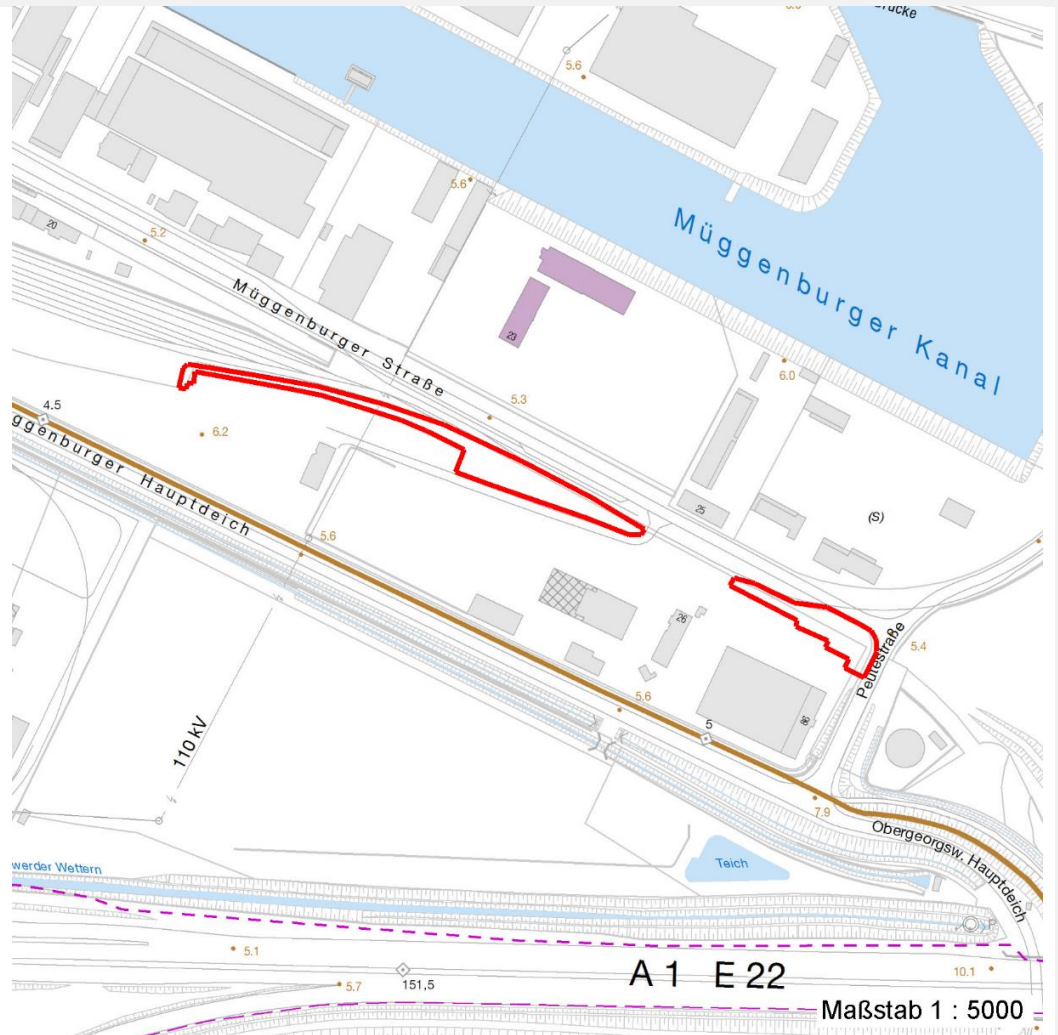 5.6
5.6
5.2
20
Müggenburger Kanal
Müggenburger Straße
23
6.0
5.3
4.5
6.2
ggenburger Hauptdeich
5.6
25
(S)
26
Peutestraße
5.4
5.6
5
86
110 kV
7.9
Obergeorgsw. Hauptdeich
Teich
werder Wettern
5.1
A 1 E 22
10.1
151,5
5.7
Maßstab 1 : 5000